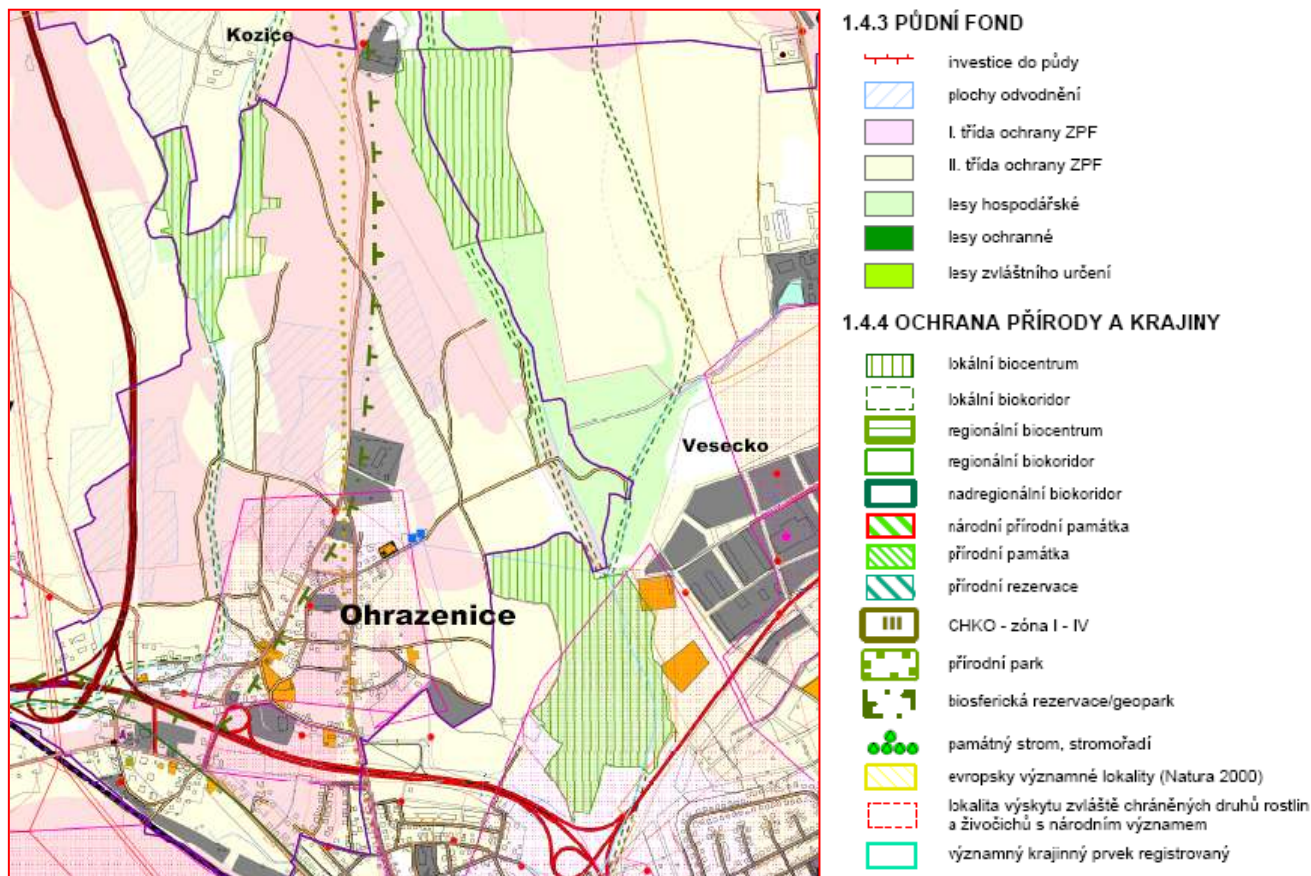 Kozice
Vesecko
Ohrazenice
1.4.3 PŮDNÍ FOND
investice do půdy
plochy odvodnění
I. třída ochrany ZPF
II. třída ochrany ZPF
lesy hospodářské
lesy ochranné
lesy zvláštního určení
1.4.4 OCHRANA PŘÍRODY A KRAJINY
lokální biocentrum
lokální biokoridor
regionální biocentrum
regionální biokoridor
nadregionální biokoridor
národní přírodní památka
přírodní památka
přírodní rezervace
CHKO - zóna I - IV
přírodní park
biosferická rezervace/geopark
památný strom, stromořadí
evropsky významné lokality (Natura 2000)
lokalita výskytu zvláště chráněných druhů rostlin
a živočichů s národním významem
významný krajinný prvek registrovaný